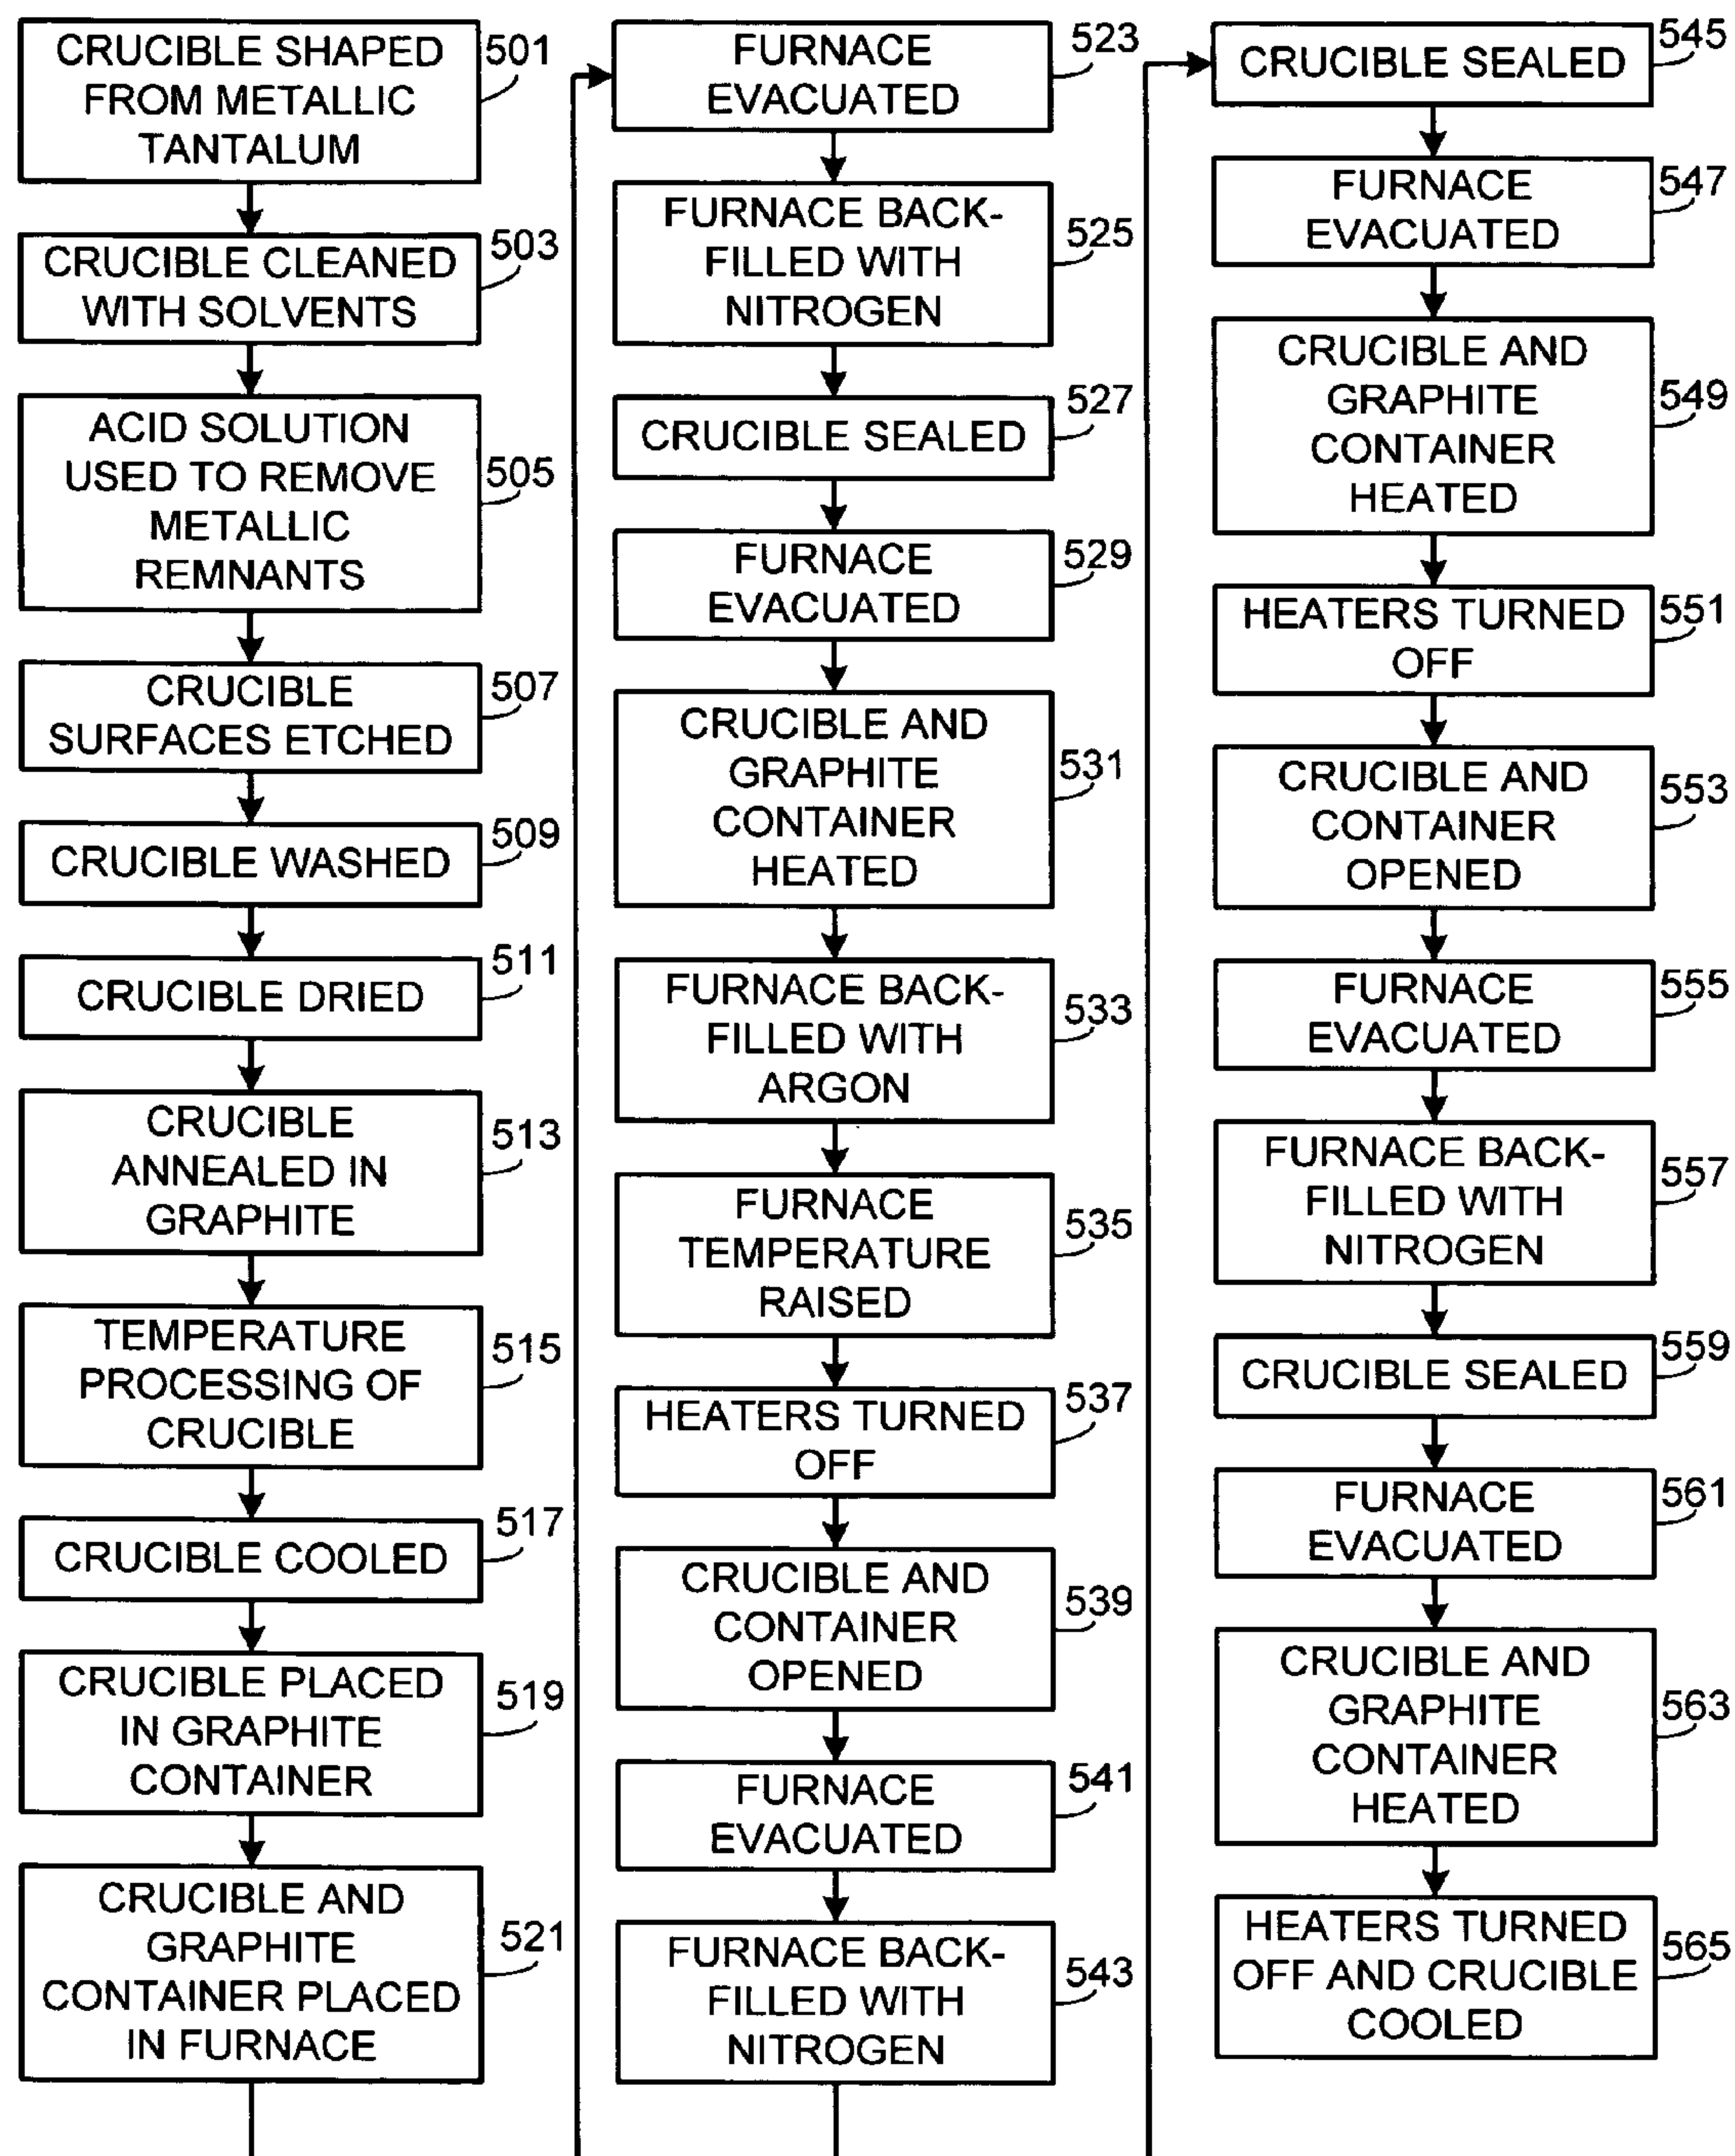 CRUCIBLE SHAPED
FROM METALLIC
TANTALUM
501
CRUCIBLE CLEANED
WITH SOLVENTS
503
ACID SOLUTION
USED TO REMOVE
METALLIC
REMNANTS
505
CRUCIBLE
SURFACES ETCHED
507
CRUCIBLE WASHED
509
CRUCIBLE DRIED
511
CRUCIBLE
ANNEALED IN
GRAPHITE
513
TEMPERATURE
PROCESSING OF
CRUCIBLE
515
CRUCIBLE COOLED
517
CRUCIBLE PLACED
IN GRAPHITE
CONTAINER
519
CRUCIBLE AND
GRAPHITE
CONTAINER PLACED
IN FURNACE
521
FURNACE
EVACUATED
523
FURNACE BACK-
FILLED WITH
NITROGEN
525
CRUCIBLE SEALED
527
FURNACE
EVACUATED
529
CRUCIBLE AND
GRAPHITE
CONTAINER
HEATED
531
FURNACE BACK-
FILLED WITH
ARGON
533
FURNACE
TEMPERATURE
RAISED
535
HEATERS TURNED
OFF
537
CRUCIBLE AND
CONTAINER
OPENED
539
FURNACE
EVACUATED
541
FURNACE BACK-
FILLED WITH
NITROGEN
543
CRUCIBLE SEALED
545
FURNACE
EVACUATED
547
CRUCIBLE AND
GRAPHITE
CONTAINER
HEATED
549
HEATERS TURNED
OFF
551
CRUCIBLE AND
CONTAINER
OPENED
553
FURNACE
EVACUATED
555
FURNACE BACK-
FILLED WITH
NITROGEN
557
CRUCIBLE SEALED
559
FURNACE
EVACUATED
561
CRUCIBLE AND
GRAPHITE
CONTAINER
HEATED
563
HEATERS TURNED
OFF AND CRUCIBLE
COOLED
565